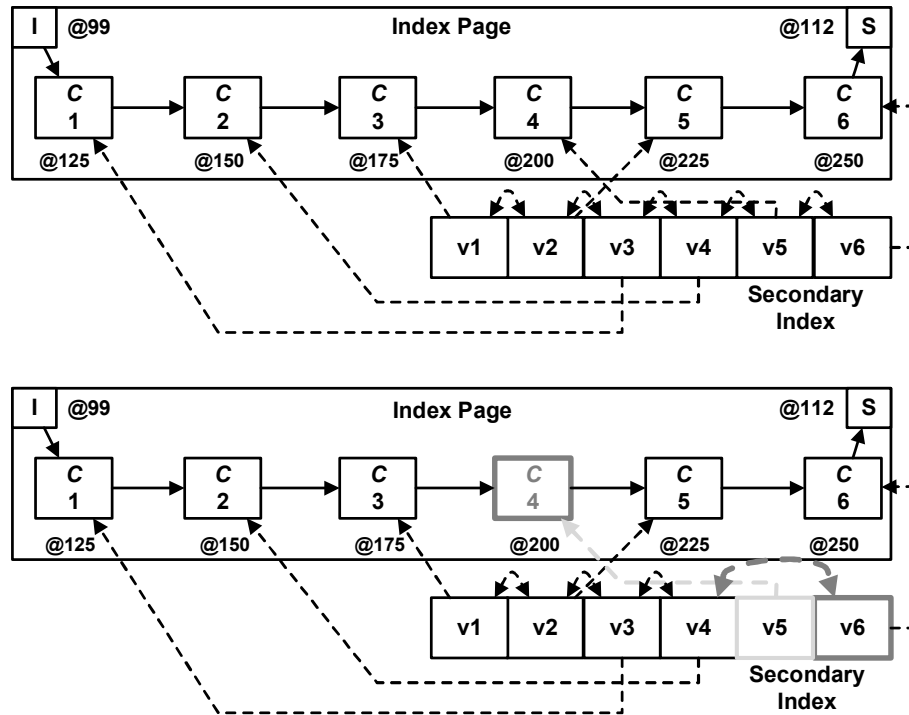 I @99 Index Page @112 S
C C C C C C
1 2 3 4 5 6
@125 @150 @175 @200 @225 @250
v1 v2 v3 v4 v5 v6
Secondary
Index
I @99 Index Page @112 S
C C C C C C
1 2 3 4 5 6
@125 @150 @175 @200 @225 @250
v1 v2 v3 v4 v5 v6
Secondary
Index